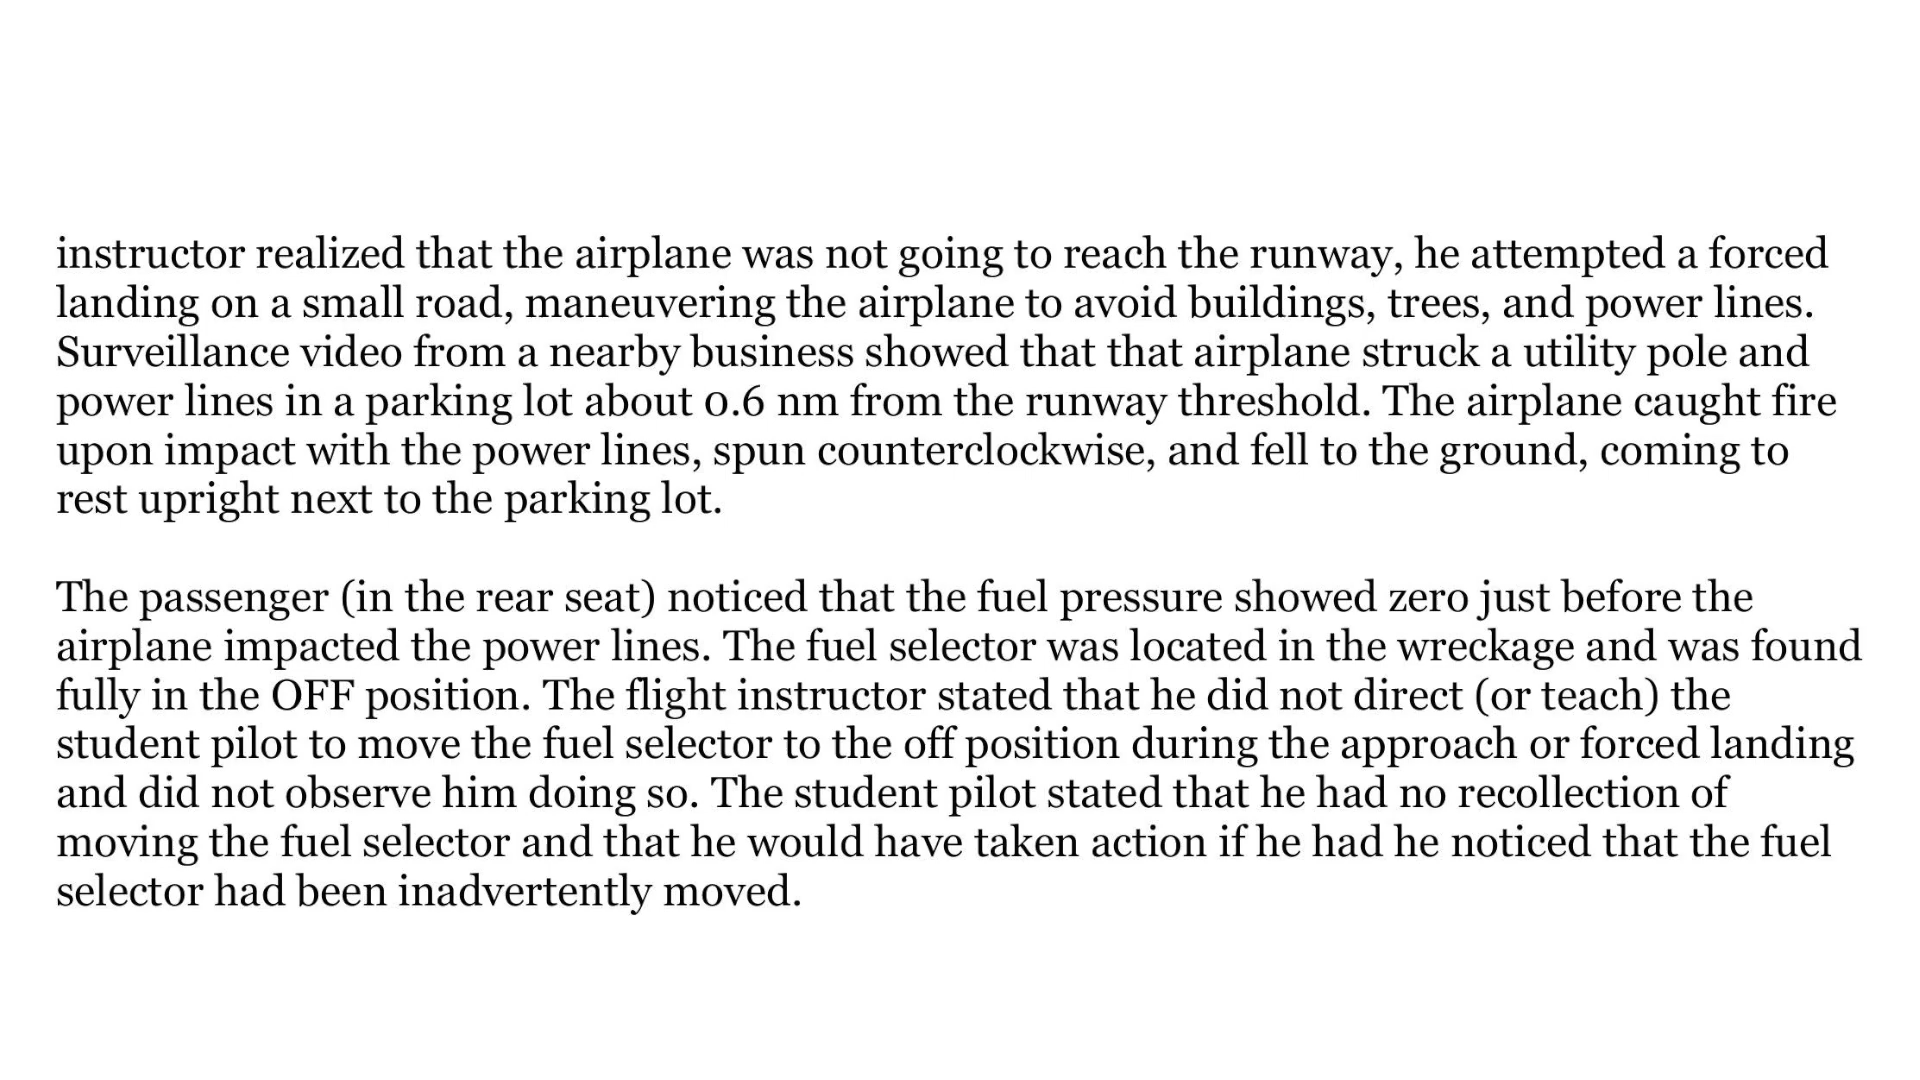 instructor realized that the airplane was not going to reach the runway, he attempted a forced
landing on a small road, maneuvering the airplane to avoid buildings, trees, and power lines.
Surveillance video from a nearby business showed that that airplane struck a utility pole and
power lines in a parking lot about 0.6 nm from the runway threshold. The airplane caught fire
upon impact with the power lines, spun counterclockwise, and fell to the ground, coming to
rest upright next to the parking lot.

The passenger (in the rear seat) noticed that the fuel pressure showed zero just before the
airplane impacted the power lines. The fuel selector was located in the wreckage and was found
fully in the OFF position. The flight instructor stated that he did not direct (or teach) the
student pilot to move the fuel selector to the off position during the approach or forced landing
and did not observe him doing so. The student pilot stated that he had no recollection of
moving the fuel selector and that he would have taken action if he had he noticed that the fuel
selector had been inadvertently moved.